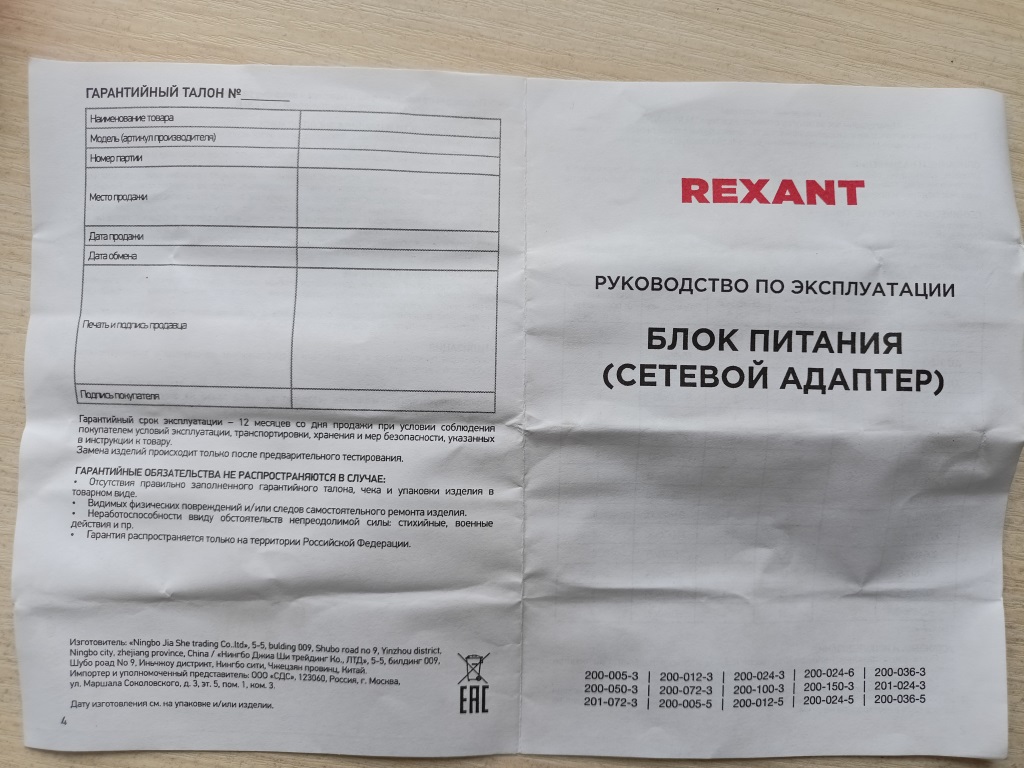 ГАРАНТИЙНЫЙ ТАЛОН №______
Наименование товара
Модель (артикул производителя)
Номер партии
Место продажи
Дата продажи
Дата обмена
Печать и подпись продавца
Подпись покупателя
Гарантийный срок эксплуатации – 12 месяцев со дня продажи при условии соблюдения
покупателем условий эксплуатации, транспортировки, хранения и мер безопасности, указанных
в инструкции к товару.
Замена изделий происходит только после предварительного тестирования.
ГАРАНТИЙНЫЕ ОБЯЗАТЕЛЬСТВА НЕ РАСПРОСТРАНЯЮТСЯ В СЛУЧАЕ:
• Отсутствия правильно заполненного гарантийного талона, чека и упаковки изделия в
товарном виде.
• Видимых физических повреждений и/или следов самостоятельного ремонта изделия.
• Неработоспособности ввиду обстоятельств непреодолимой силы: стихийные, военные
действия и пр.
• Гарантия распространяется только на территории Российской Федерации.
Изготовитель: «Ningbo Jia She trading Co.ltd», 5-5, bulding 009, Shubo road no 9, Yinzhou district,
Ningbo city, zhejiang province, China / «Нингбо Джиа Ши трейдинг Ко., ЛТД», 5-5, билдинг 009,
Шубо роад No 9, Иньчжоу дистринкт, Нингбо сити, Чжецзян провинц, Китай.
Импортер и уполномоченный представитель: ООО «СДС», 123060, Россия, г. Москва,
ул. Маршала Соколовского, д. 3, эт. 5, пом. 1, ком. 3.
Дату изготовления см. на упаковке и/или изделии.
EAC
4
REXANT
РУКОВОДСТВО ПО ЭКСПЛУАТАЦИИ
БЛОК ПИТАНИЯ
(СЕТЕВОЙ АДАПТЕР)
200-005-3 | 200-012-3 | 200-024-3 | 200-024-6 | 200-036-3
200-050-3 | 200-072-3 | 200-100-3 | 200-150-3 | 201-024-3
201-072-3 | 200-005-5 | 200-012-5 | 200-024-5 | 200-036-5